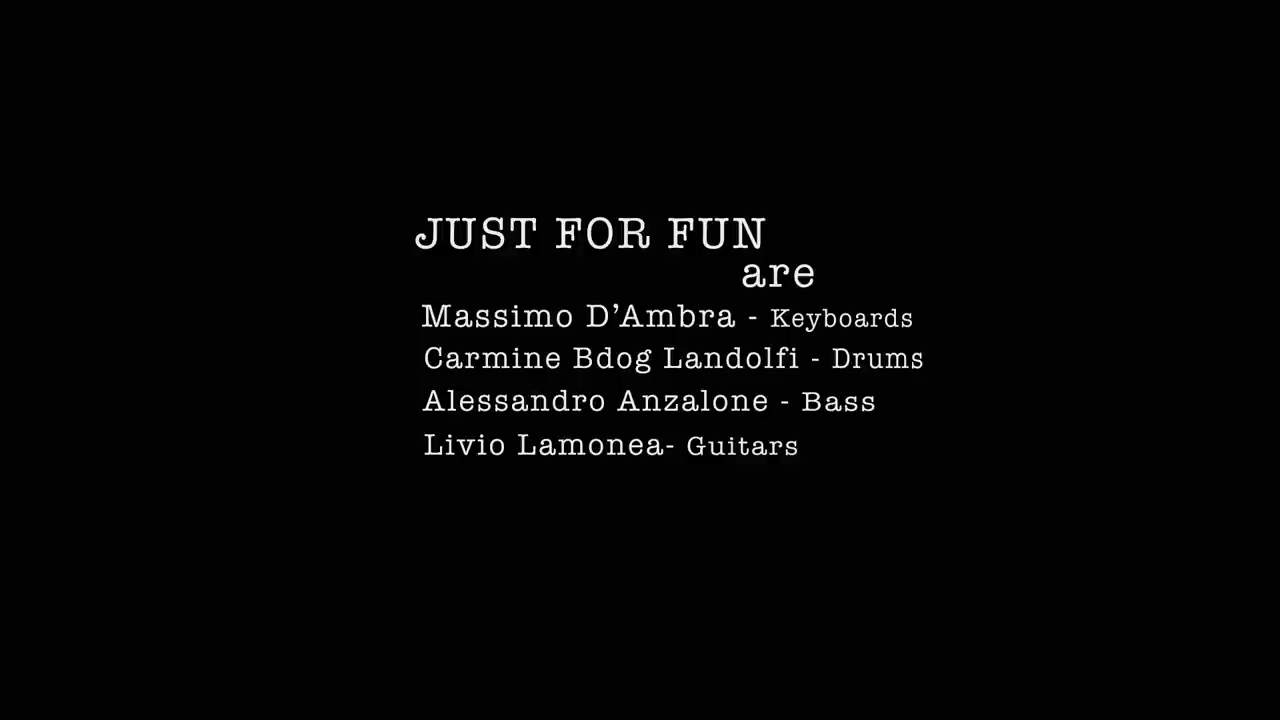 JUST FOR FUN
are
Massimo D’Ambra - Keyboards
Carmine Bdog Landolfi - Drums
Alessandro Anzalone - Bass
Livio Lamonea- Guitars